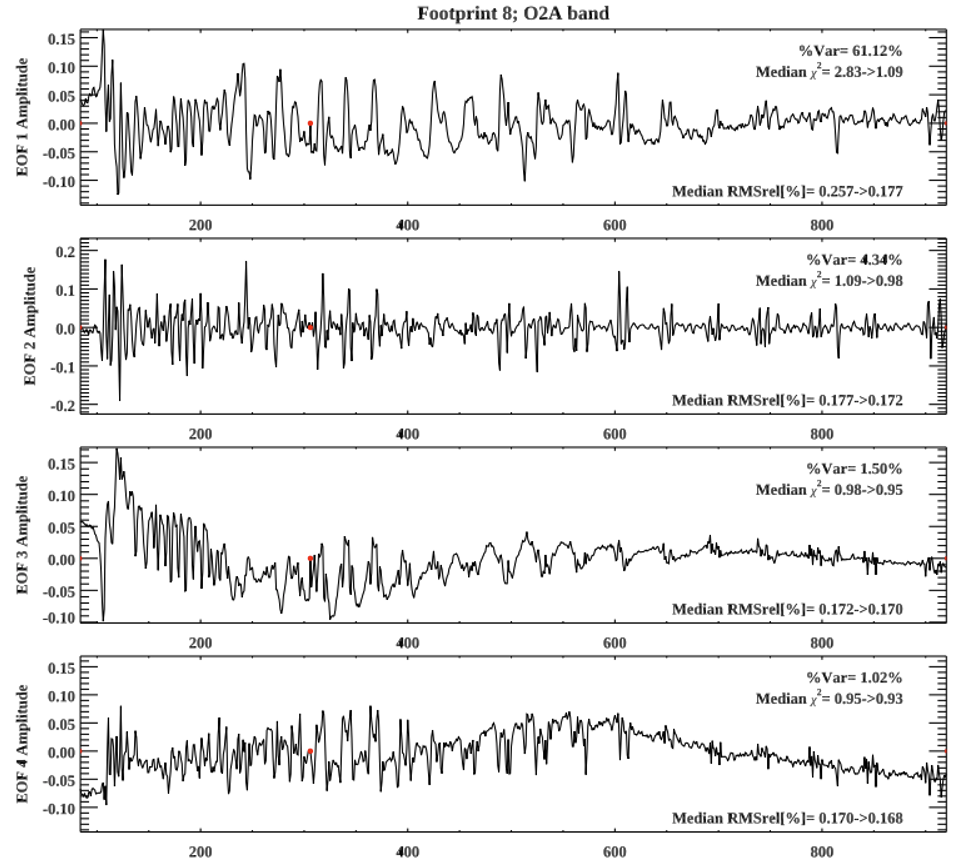 Footprint 8; O2A band
0.15
0.10
0.05
0.00
-0.05
-0.10
EOF 1 Amplitude
%Var= 61.12%
Median χ²= 2.83->1.09
Median RMSrel[%]= 0.257->0.177
200 400 600 800
0.2
0.1
0.0
-0.1
-0.2
EOF 2 Amplitude
%Var= 4.34%
Median χ²= 1.09->0.98
Median RMSrel[%]= 0.177->0.172
200 400 600 800
0.15
0.10
0.05
0.00
-0.05
-0.10
EOF 3 Amplitude
%Var= 1.50%
Median χ²= 0.98->0.95
Median RMSrel[%]= 0.172->0.170
200 400 600 800
0.15
0.10
0.05
0.00
-0.05
-0.10
EOF 4 Amplitude
%Var= 1.02%
Median χ²= 0.95->0.93
Median RMSrel[%]= 0.170->0.168
200 400 600 800